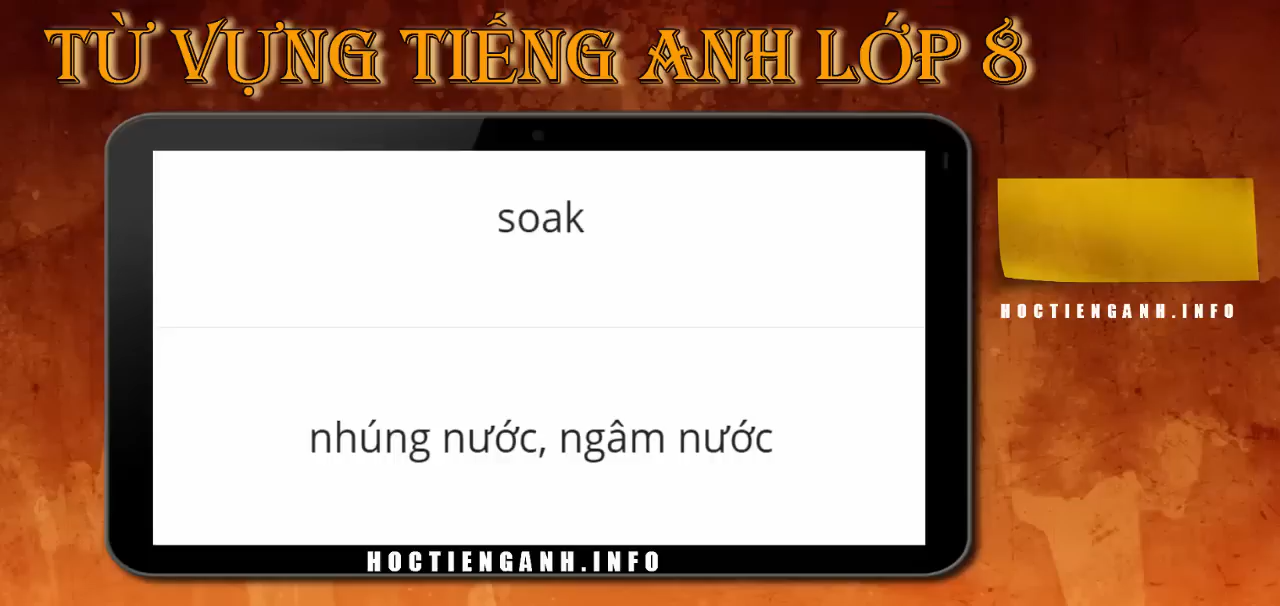 TỪ VỰNG TIẾNG ANH LỚP 8
soak
HOCTIENGANH.INFO
nhúng nước, ngâm nước
HOCTIENGANH.INFO